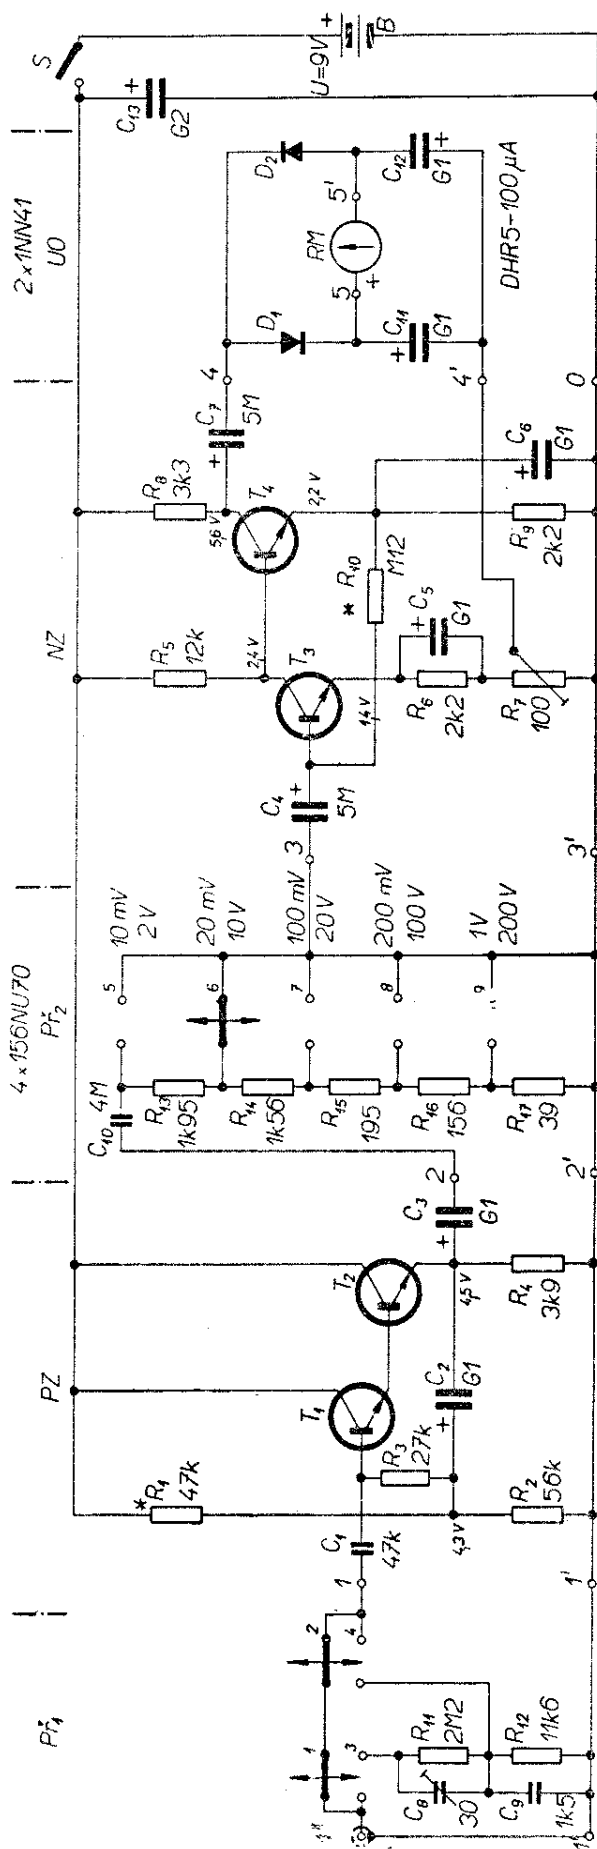 Př₁
PZ
4 x 156NU70
Př₂
NZ
2 x 1NN41
UO
S
*R₁
47k
T₁
T₂
C₁
47k
R₃
27k
C₂
G1
4,3V
R₂
56k
4,5V
R₄
3k9
C₃
G1
C₁₀
4M
R₁₃
1k95
R₁₄
1k56
R₁₅
195
R₁₆
156
R₁₇
39
10 mV
2V
20 mV
10V
100 mV
20V
200 mV
100V
1V
200V
5
6
7
8
9
C₄
5M
R₅
12k
2,4V
T₃
1,4V
R₈
3k3
5,6V
T₄
2,2V
C₇
5M
* R₁₀
M12
C₅
G1
R₆
2k2
R₇
100
R₉
2k2
C₆
G1
D₁
D₂
RM
5
5'
C₁₁
G1
C₁₂
G1
DHR5-100µA
C₁₃
G2
U=9V
B
1
2
3
4
1"
C₈
30
R₁₁
2M2
C₉
1k5
R₁₂
11k6
1
1'
2
2'
3
3'
4
4'
0